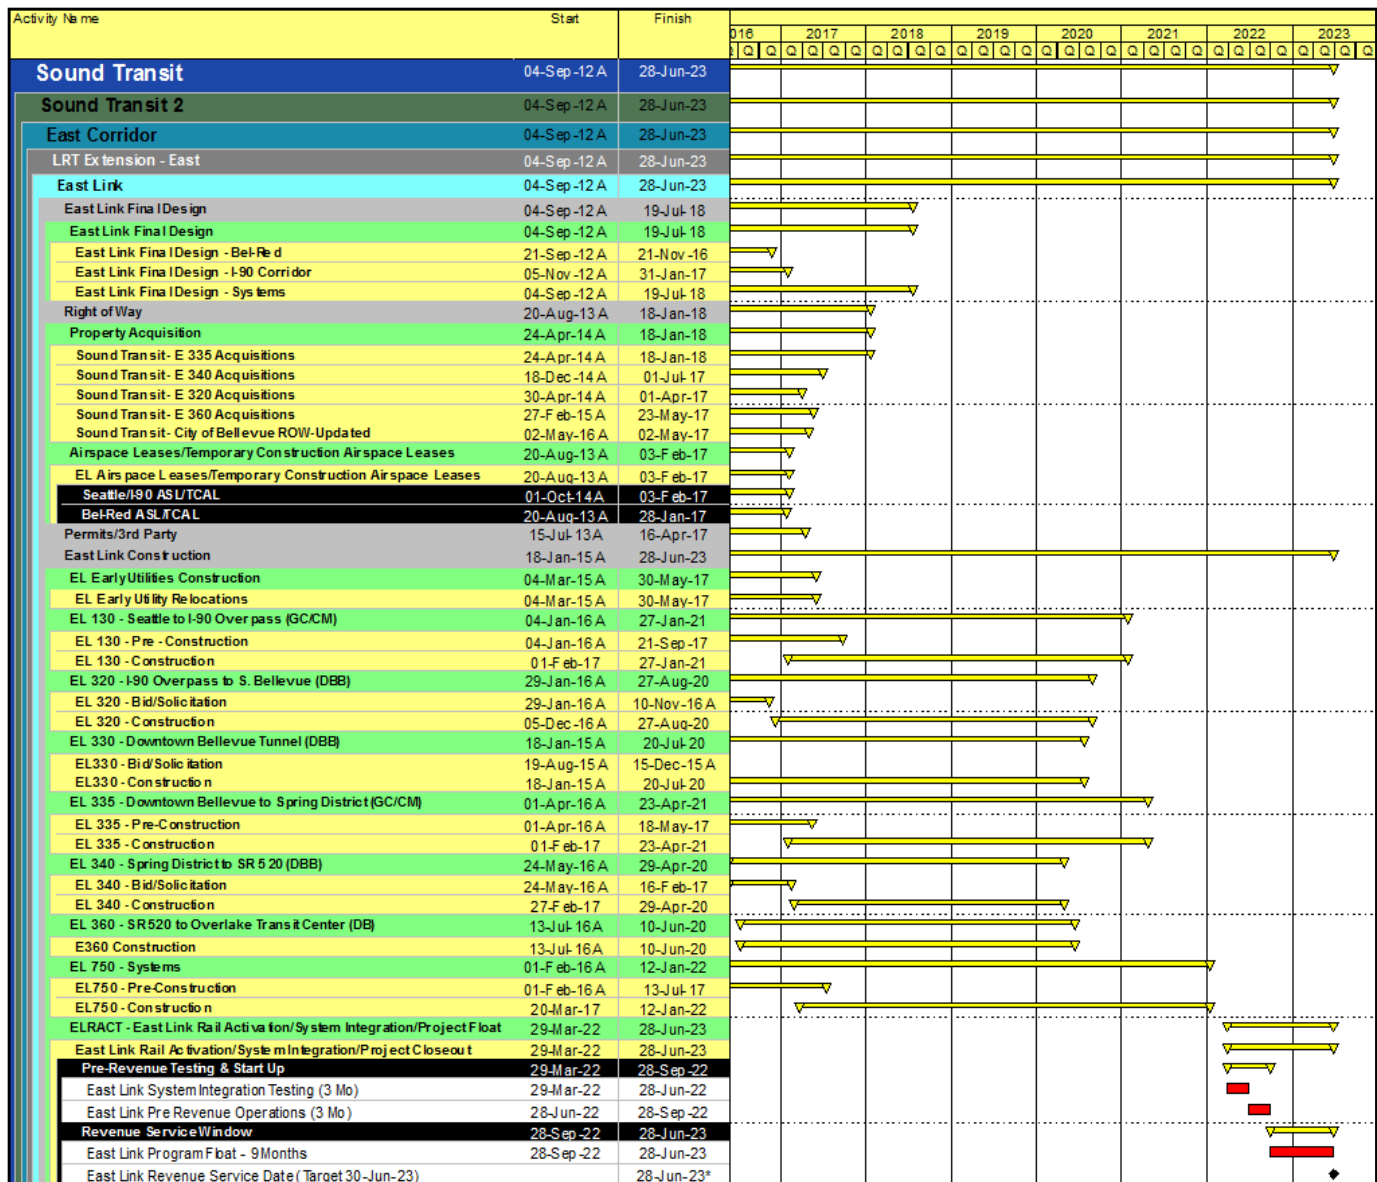 Activity Name Start Finish
016 2017 2018 2019 2020 2021 2022 2023
Q Q Q Q Q Q Q Q Q Q Q Q Q Q Q Q Q Q Q Q Q Q Q Q Q Q Q Q Q Q
Sound Transit 04-Sep-12 A 28-Jun-23
Sound Transit 2 04-Sep-12 A 28-Jun-23
East Corridor 04-Sep-12 A 28-Jun-23
LRT Extension - East 04-Sep-12 A 28-Jun-23
East Link 04-Sep-12 A 28-Jun-23
East Link Final Design 04-Sep-12 A 19-Jul-18
East Link Final Design 04-Sep-12 A 19-Jul-18
East Link Final Design - Bel-Red 21-Sep-12 A 21-Nov-16
East Link Final Design - I-90 Corridor 05-Nov-12 A 31-Jan-17
East Link Final Design - Systems 04-Sep-12 A 19-Jul-18
Right of Way 20-Aug-13 A 18-Jan-18
Property Acquisition 24-Apr-14 A 18-Jan-18
Sound Transit - E 335 Acquisitions 24-Apr-14 A 18-Jan-18
Sound Transit - E 340 Acquisitions 18-Dec-14 A 01-Jul-17
Sound Transit - E 320 Acquisitions 30-Apr-14 A 01-Apr-17
Sound Transit - E 360 Acquisitions 27-Feb-15 A 23-May-17
Sound Transit - City of Bellevue ROW-Updated 02-May-16 A 02-May-17
Airspace Leases/Temporary Construction Airspace Leases 20-Aug-13 A 03-Feb-17
EL Airspace Leases/Temporary Construction Airspace Leases 20-Aug-13 A 03-Feb-17
Seattle/I-90 ASL/TCAL 01-Oct-14 A 03-Feb-17
Bel-Red ASL/TCAL 20-Aug-13 A 28-Jan-17
Permits/3rd Party 15-Jul-13 A 16-Apr-17
East Link Construction 18-Jan-15 A 28-Jun-23
EL Early Utilities Construction 04-Mar-15 A 30-May-17
EL Early Utility Relocations 04-Mar-15 A 30-May-17
EL 130 - Seattle to I-90 Overpass (GC/CM) 04-Jan-16 A 27-Jan-21
EL 130 - Pre - Construction 04-Jan-16 A 21-Sep-17
EL 130 - Construction 01-Feb-17 27-Jan-21
EL 320 - I-90 Overpass to S. Bellevue (DBB) 29-Jan-16 A 27-Aug-20
EL 320 - Bid/Solicitation 29-Jan-16 A 10-Nov-16 A
EL 320 - Construction 05-Dec-16 A 27-Aug-20
EL 330 - Downtown Bellevue Tunnel (DBB) 18-Jan-15 A 20-Jul-20
EL330 - Bid/Solicitation 19-Aug-15 A 15-Dec-15 A
EL330 - Construction 18-Jan-15 A 20-Jul-20
EL 335 - Downtown Bellevue to Spring District (GC/CM) 01-Apr-16 A 23-Apr-21
EL 335 - Pre-Construction 01-Apr-16 A 18-May-17
EL 335 - Construction 01-Feb-17 23-Apr-21
EL 340 - Spring District to SR 520 (DBB) 24-May-16 A 29-Apr-20
EL 340 - Bid/Solicitation 24-May-16 A 16-Feb-17
EL 340 - Construction 27-Feb-17 29-Apr-20
EL 360 - SR520 to Overlake Transit Center (DB) 13-Jul-16 A 10-Jun-20
E360 Construction 13-Jul-16 A 10-Jun-20
EL 750 - Systems 01-Feb-16 A 12-Jan-22
EL750 - Pre-Construction 01-Feb-16 A 13-Jul-17
EL750 - Construction 20-Mar-17 12-Jan-22
ELRACT - East Link Rail Activation/System Integration/Project Float 29-Mar-22 28-Jun-23
East Link Rail Activation/System Integration/Project Closeout 29-Mar-22 28-Jun-23
Pre-Revenue Testing & Start Up 29-Mar-22 28-Sep-22
East Link System Integration Testing (3 Mo) 29-Mar-22 28-Jun-22
East Link Pre Revenue Operations (3 Mo) 28-Jun-22 28-Sep-22
Revenue Service Window 28-Sep-22 28-Jun-23
East Link Program Float - 9 Months 28-Sep-22 28-Jun-23
East Link Revenue Service Date (Target 30-Jun-23) 28-Jun-23*